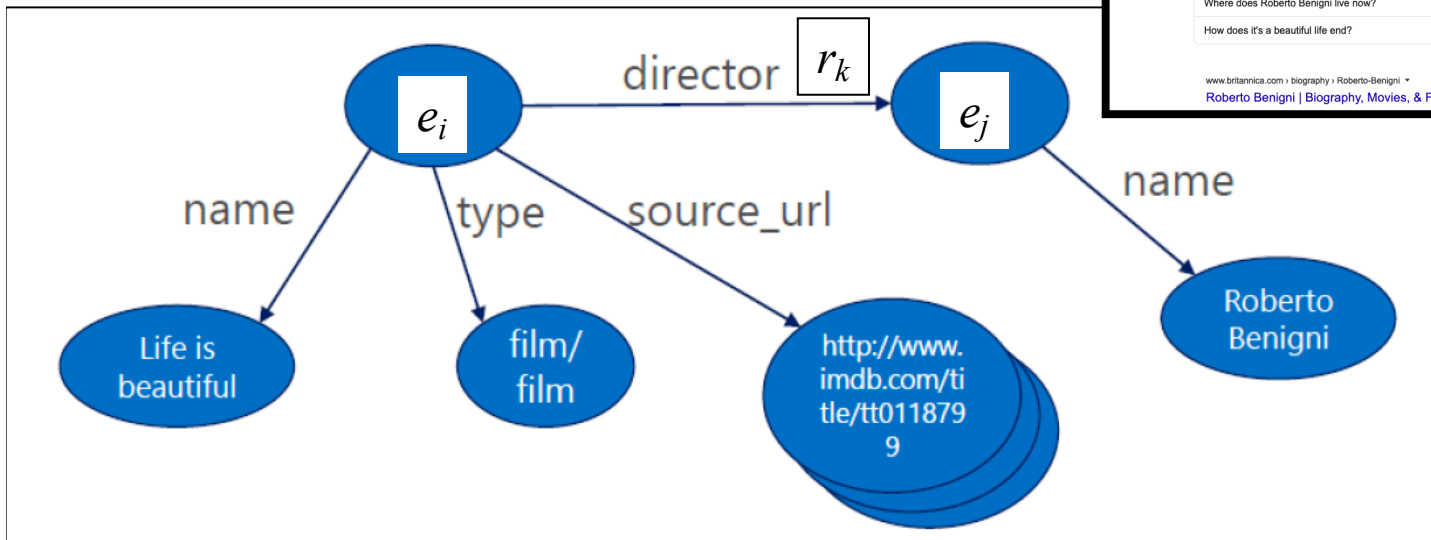 Where does Roberto Benigni live now?
How does it's a beautiful life end?
www.britannica.com › biography › Roberto-Benigni
Roberto Benigni | Biography, Movies, &
director
r_k
e_i
e_j
name
type
source_url
name
Life is
beautiful
film/
film
http://www.
imdb.com/ti
tle/tt011879
9
Roberto
Benigni